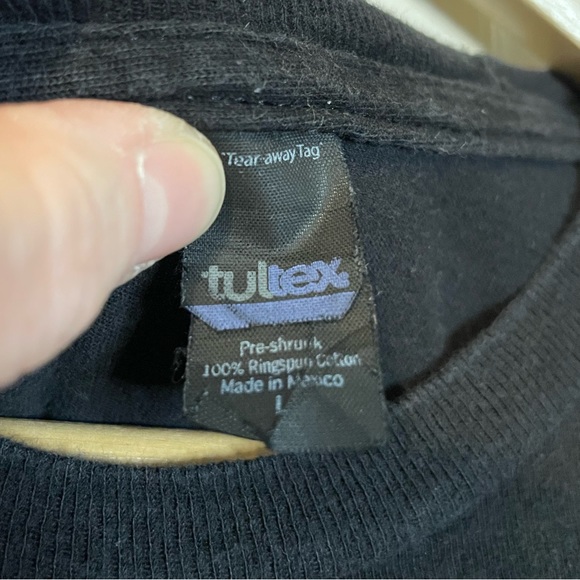 "Tear-away Tag"
tultex
Pre-shrunk
100% Ringspun Cotton
Made in Mexico
L